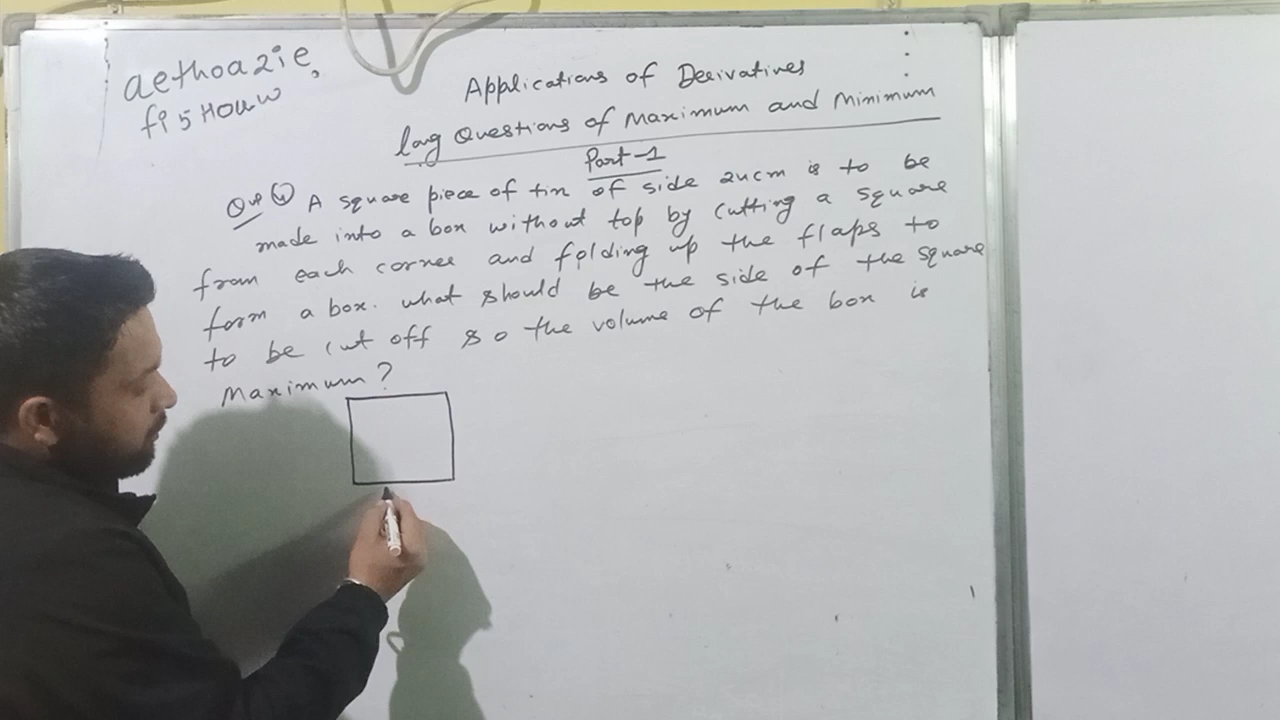 aethoazie,
fP5HOuw
Applications of Derivatives
long Questions of Maximum and Minimum
Part-1
Que ① A square piece of tin of side 24cm is to be
made into a box without top by cutting a square
from each corner and folding up the flaps to
form a box. what should be the side of the square
to be cut off so the volume of the box is
Maximum?